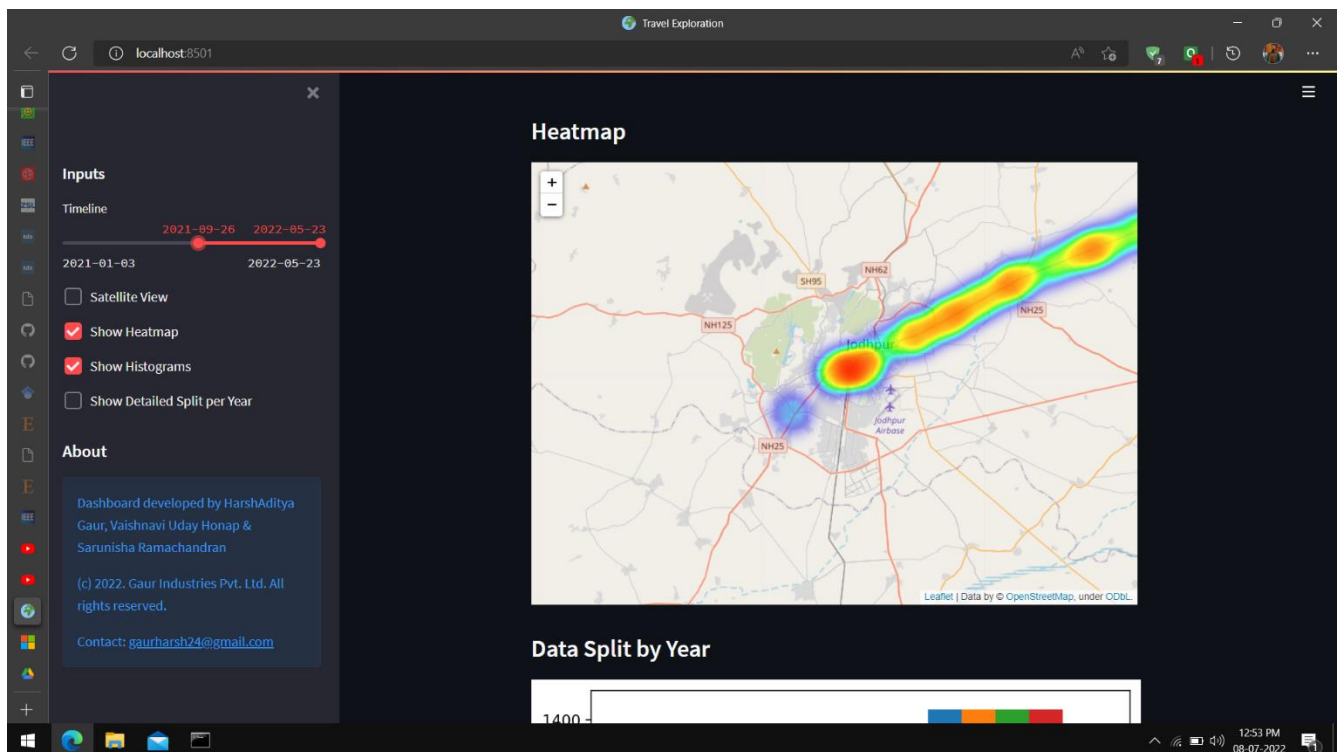 Travel Exploration
localhost:8501
Inputs
Timeline
2021-09-26 2022-05-23
2021-01-03 2022-05-23
Satellite View
Show Heatmap
Show Histograms
Show Detailed Split per Year
About
Dashboard developed by HarshAditya
Gaur, Vaishnavi Uday Honap &
Sarunisha Ramachandran
(c) 2022. Gaur Industries Pvt. Ltd. All
rights reserved.
Contact: gaurharsh24@gmail.com
Heatmap
+
−
NH62
SH95
NH25
NH125
Jodhpur
Jodhpur
Airbase
NH25
Leaflet | Data by © OpenStreetMap, under ODbL.
Data Split by Year
1400
12:53 PM
08-07-2022